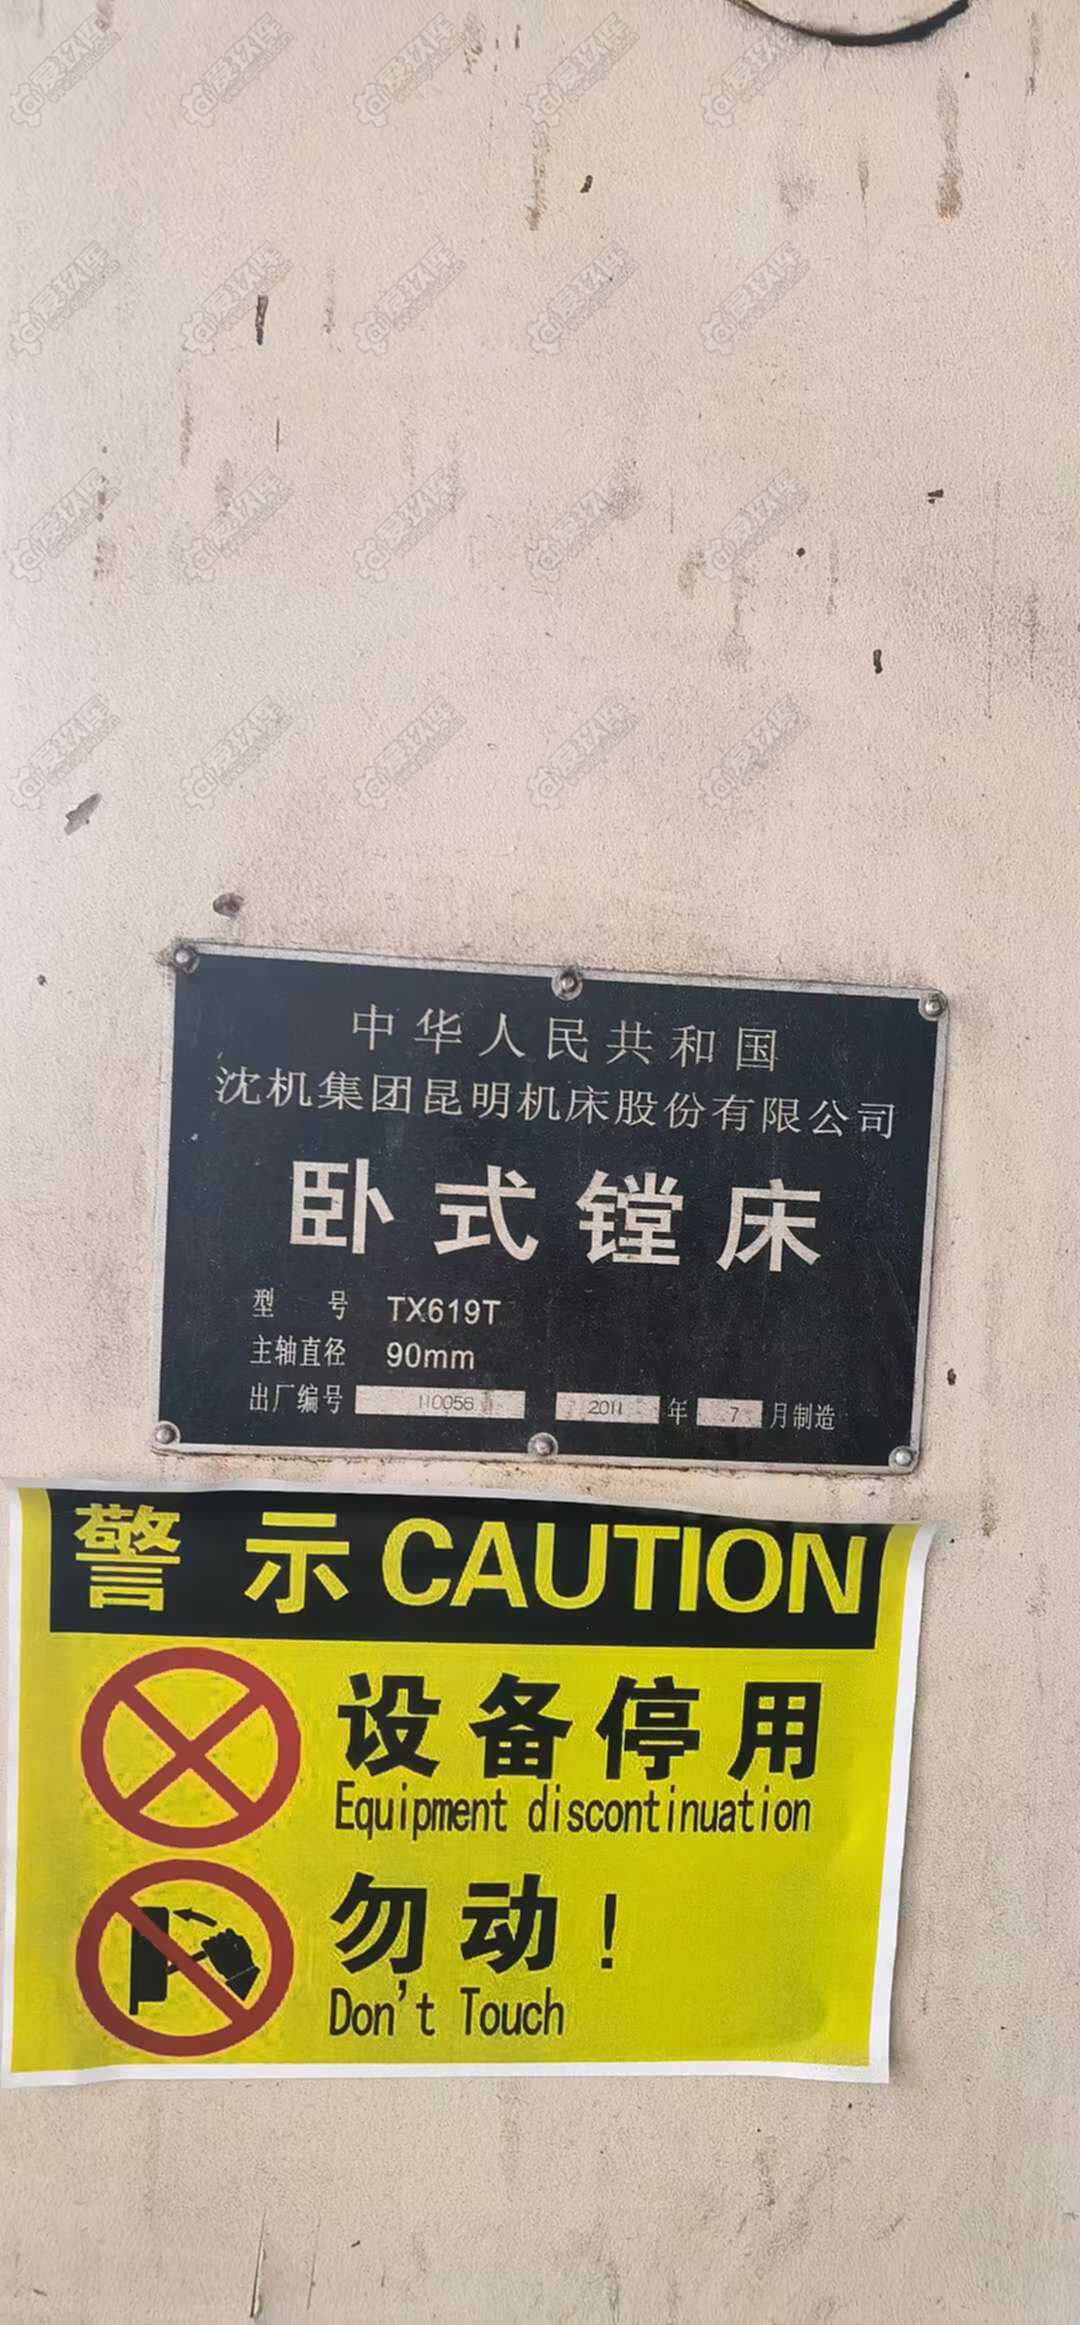 中华人民共和国
沈机集团昆明机床股份有限公司
卧式镗床
型号 TX619T
主轴直径 90mm
出厂编号 110056 2011 年 7 月制造
警示 CAUTION
设备停用
Equipment discontinuation
勿动！
Don't Touch